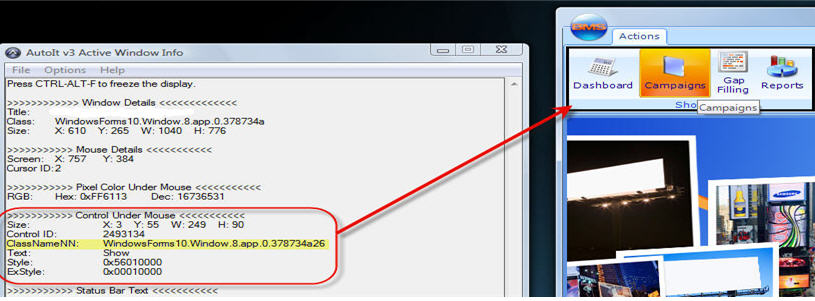 AutoIt v3 Active Window Info
File Options Help
Press CTRL-ALT-F to freeze the display.
>>>>>>>>>>> Window Details <<<<<<<<<<<<<
Title:
Class: WindowsForms10.Window.8.app.0.378734a
Size: X: 610 Y: 265 W: 1040 H: 776
>>>>>>>>>>> Mouse Details <<<<<<<<<<<<
Screen: X: 757 Y: 384
Cursor ID: 2
>>>>>>>>>>> Pixel Color Under Mouse <<<<<<<<<<<
RGB: Hex: 0xFF6113 Dec: 16736531
>>>>>>>>>>> Control Under Mouse <<<<<<<<<<<
Size: X: 3 Y: 55 W: 249 H: 90
Control ID: 2493134
ClassNameNN: WindowsForms10.Window.8.app.0.378734a26
Text: Show
Style: 0x56010000
ExStyle: 0x00010000
>>>>>>>>>>> Status Bar Text <<<<<<<<<<<
BMS
Actions
Dashboard
Campaigns
Gap Filling
Reports
Sho
Campaigns